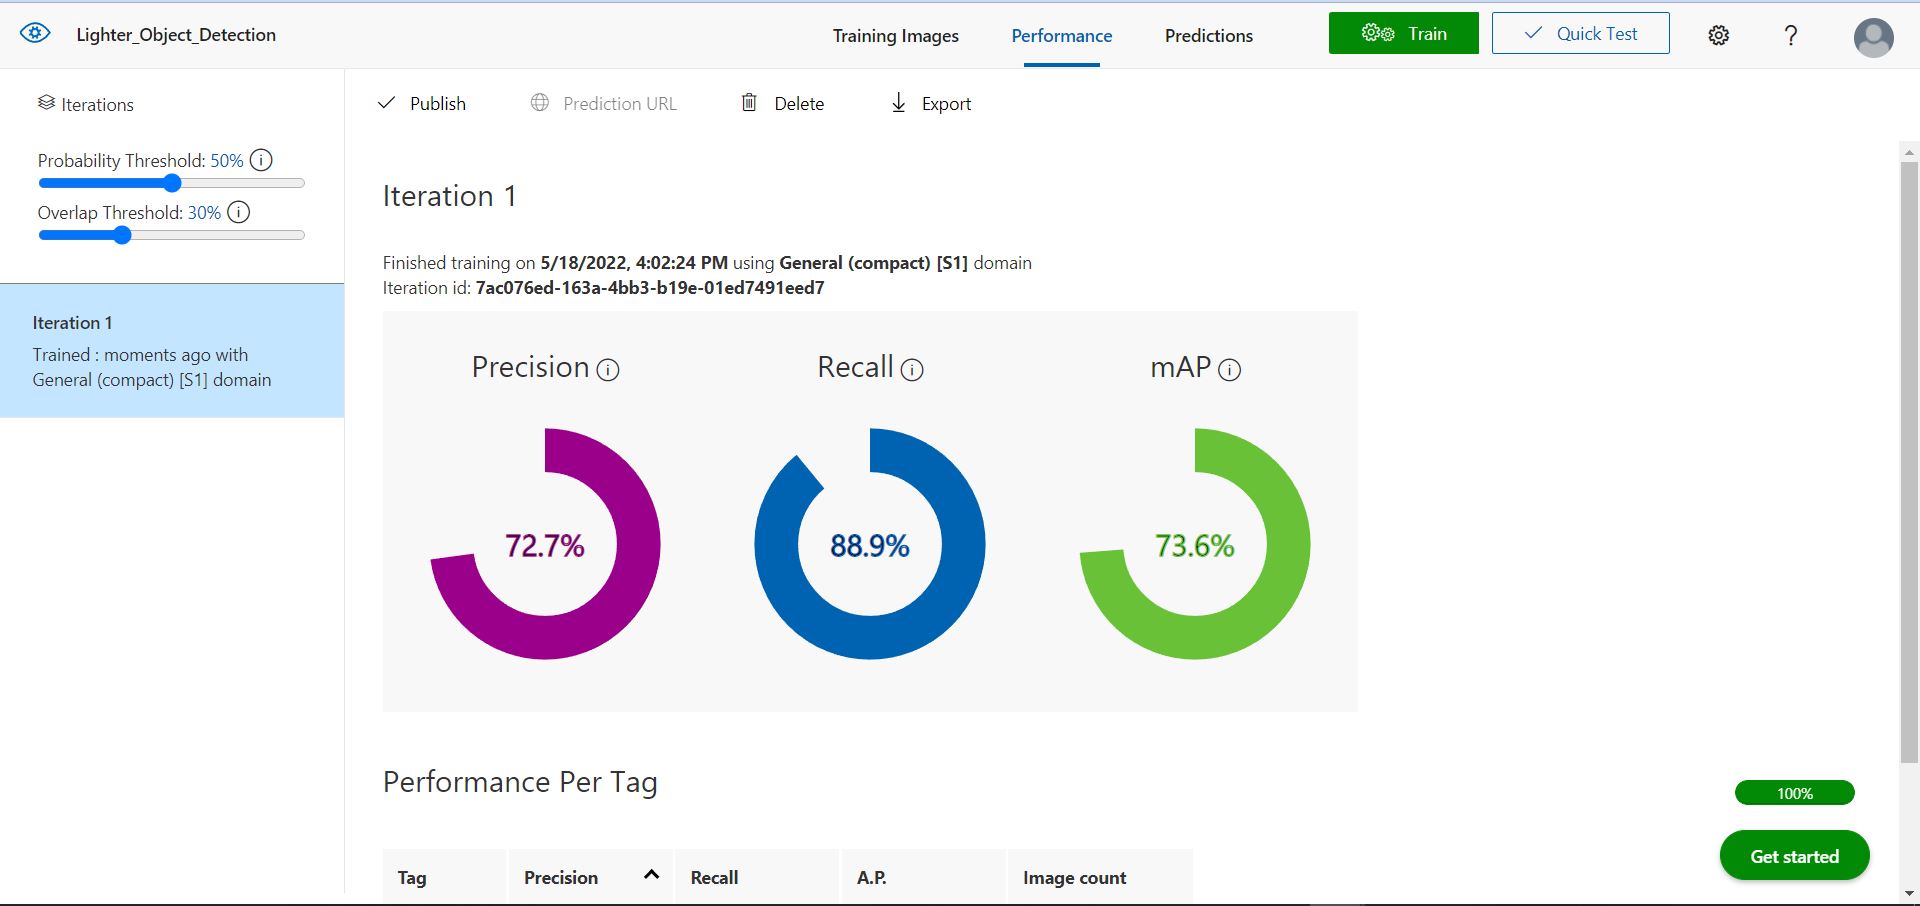 Lighter_Object_Detection
Training Images
Performance
Predictions
Train
Quick Test
?
Iterations
Probability Threshold: 50%
Overlap Threshold: 30%
Iteration 1
Trained : moments ago with
General (compact) [S1] domain
Publish
Prediction URL
Delete
Export
Iteration 1
Finished training on 5/18/2022, 4:02:24 PM using General (compact) [S1] domain
Iteration id: 7ac076ed-163a-4bb3-b19e-01ed7491eed7
Precision
Recall
mAP
72.7%
88.9%
73.6%
Performance Per Tag
Tag
Precision
Recall
A.P.
Image count
100%
Get started